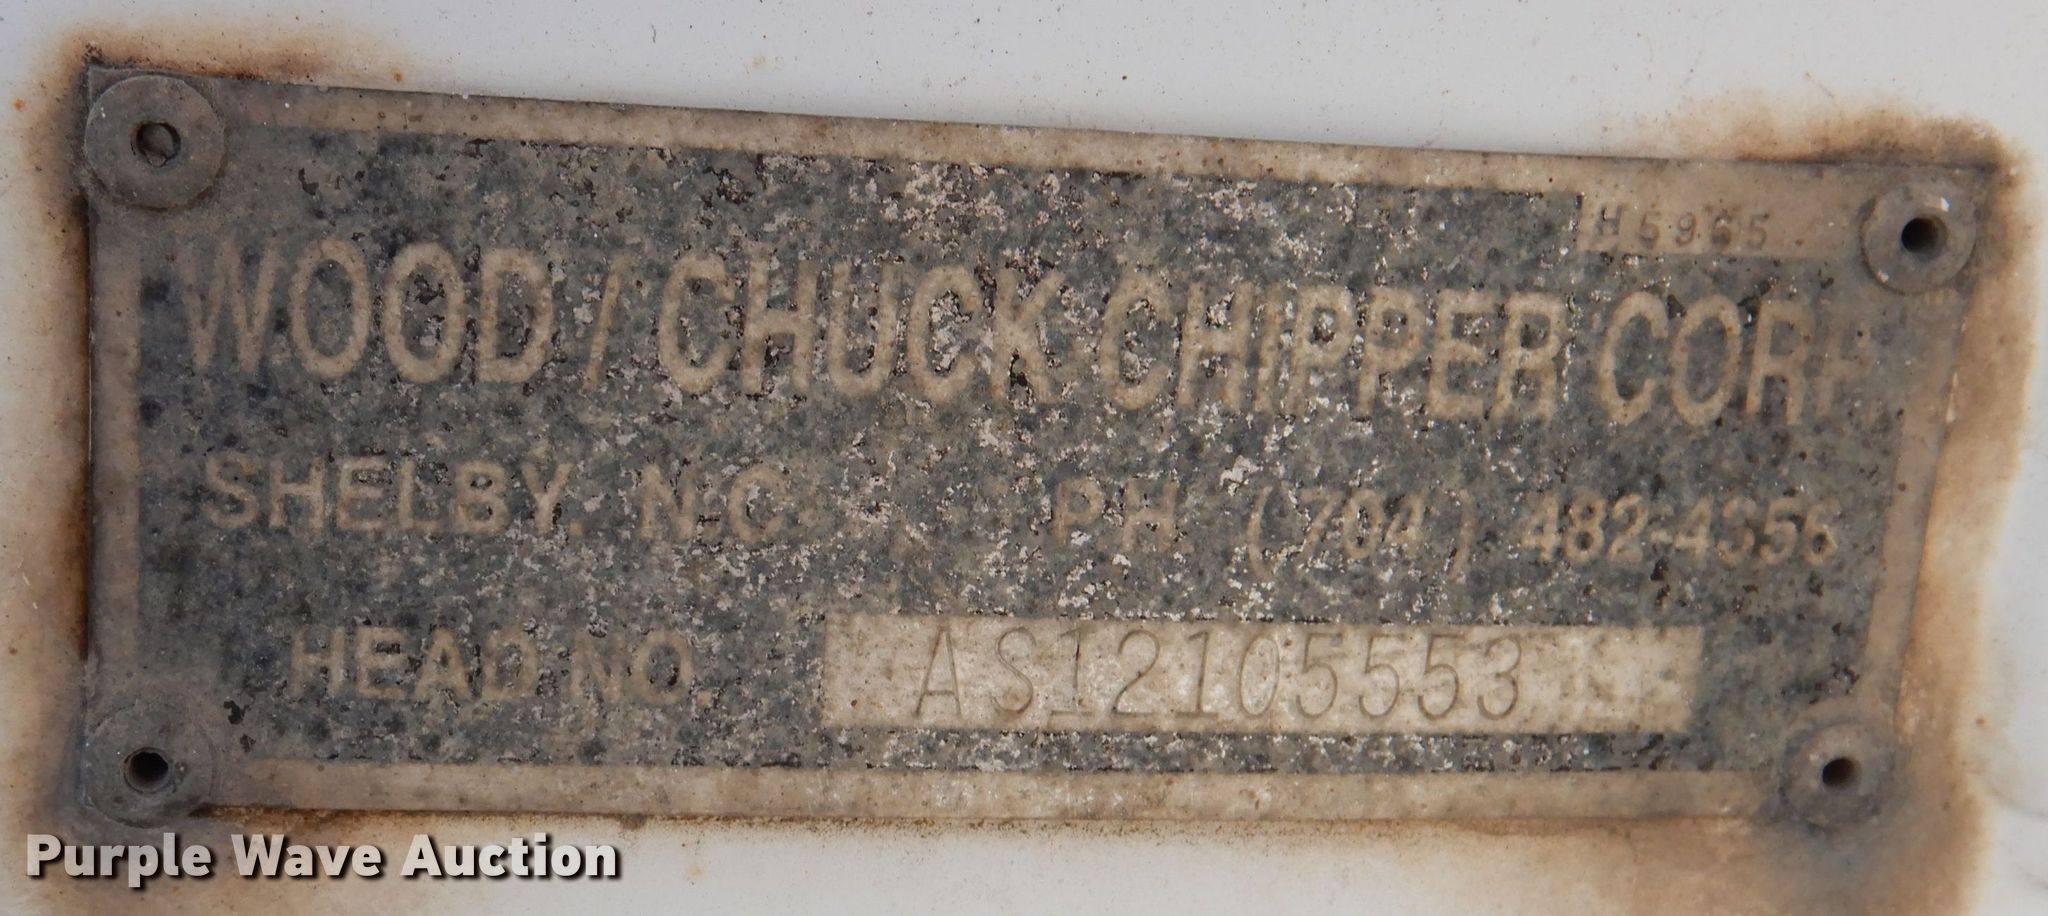 H5965
WOOD/CHUCK CHIPPER CORP.
SHELBY, N.C. PH (704) 482-4356
HEAD NO. AS12105553
Purple Wave Auction